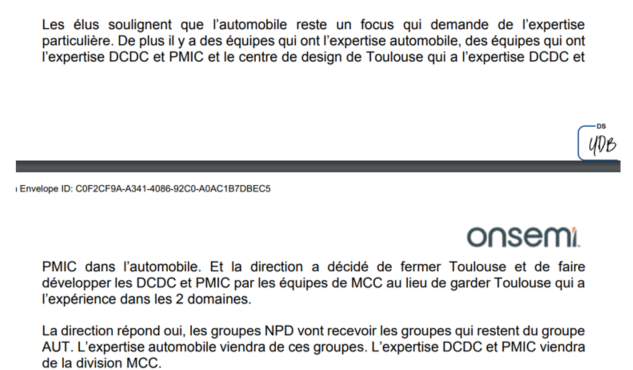 Les élus soulignent que l'automobile reste un focus qui demande de l'expertise
particulière. De plus il y a des équipes qui ont l'expertise automobile, des équipes qui ont
l'expertise DCDC et PMIC et le centre de design de Toulouse qui a l'expertise DCDC et
DS
YDB
Envelope ID: C0F2CF9A-A341-4086-92C0-A0AC1B7DBEC5
onsemi
PMIC dans l'automobile. Et la direction a décidé de fermer Toulouse et de faire
développer les DCDC et PMIC par les équipes de MCC au lieu de garder Toulouse qui a
l'expérience dans les 2 domaines.
La direction répond oui, les groupes NPD vont recevoir les groupes qui restent du groupe
AUT. L'expertise automobile viendra de ces groupes. L'expertise DCDC et PMIC viendra
de la division MCC.